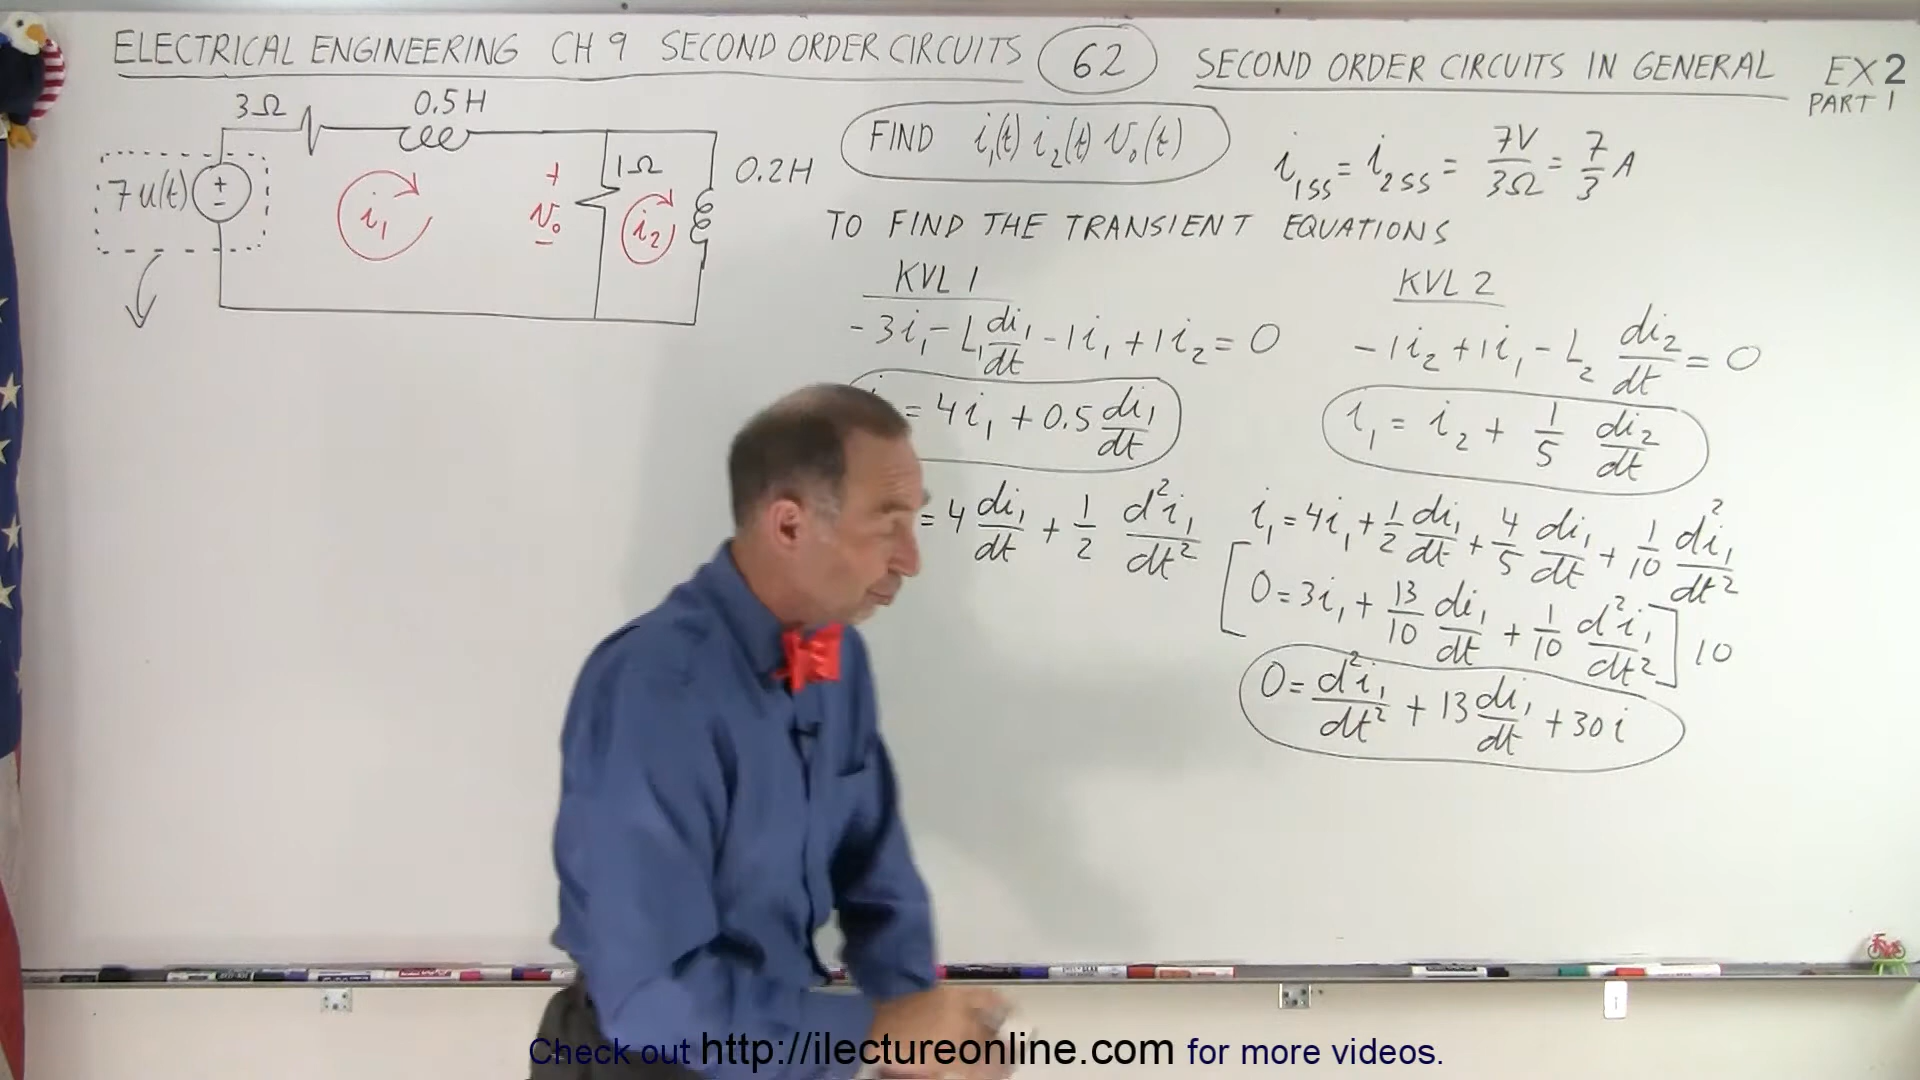 ELECTRICAL ENGINEERING CH 9 SECOND ORDER CIRCUITS 62 SECOND ORDER CIRCUITS IN GENERAL EX 2
PART 1
3Ω 0.5H
7u(t) + - i₁ + v₀ - 1Ω i₂ 0.2H
FIND i₁(t) i₂(t) v₀(t)
i₁ss = i₂ss = 7V/3Ω = 7/3 A
TO FIND THE TRANSIENT EQUATIONS
KVL 1
-3i₁ - L₁ di₁/dt - 1i₁ + 1i₂ = 0
= 4i₁ + 0.5 di₁/dt
= 4 di₁/dt + 1/2 d²i₁/dt²
KVL 2
-1i₂ + 1i₁ - L₂ di₂/dt = 0
i₁ = i₂ + 1/5 di₂/dt
i₁ = 4i₁ + 1/2 di₁/dt + 4/5 di₁/dt + 1/10 d²i₁/dt²
[0 = 3i₁ + 13/10 di₁/dt + 1/10 d²i₁/dt²] 10
0 = d²i₁/dt² + 13 di₁/dt + 30i
Check out http://ilectureonline.com for more videos.